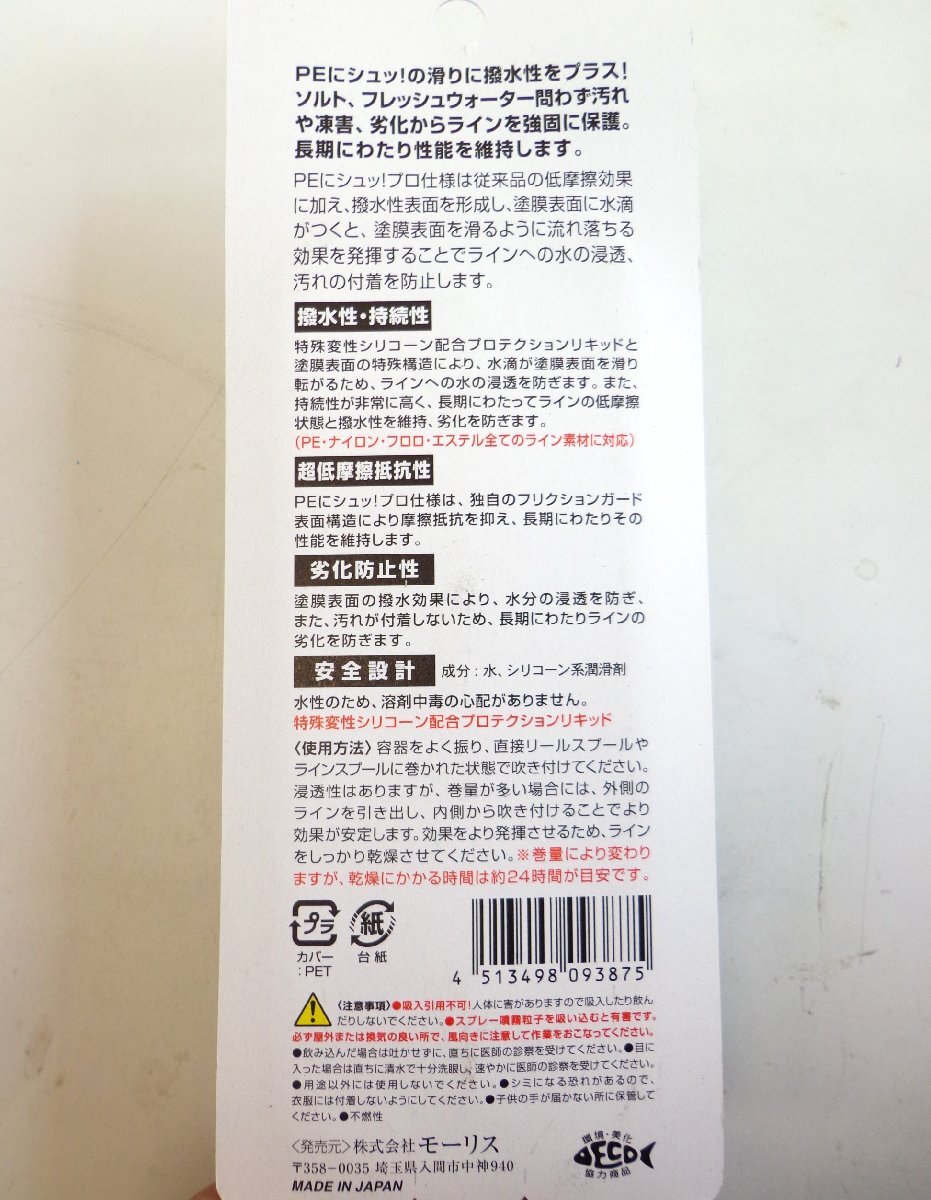 PEにシュッ!の滑りに撥水性をプラス!
ソルト、フレッシュウォーター問わず汚れ
や凍害、劣化からラインを強固に保護。
長期にわたり性能を維持します。
PEにシュッ!プロ仕様は従来品の低摩擦効果
に加え、撥水性表面を形成し、塗膜表面に水滴
がつくと、塗膜表面を滑るように流れ落ちる
効果を発揮することでラインへの水の浸透、
汚れの付着を防止します。
撥水性・持続性
特殊変性シリコーン配合プロテクションリキッドと
塗膜表面の特殊構造により、水滴が塗膜表面を滑り
転がるため、ラインへの水の浸透を防ぎます。また、
持続性が非常に高く、長期にわたってラインの低摩擦
状態と撥水性を維持、劣化を防ぎます。
(PE・ナイロン・フロロ・エステル全てのライン素材に対応)
超低摩擦抵抗性
PEにシュッ!プロ仕様は、独自のフリクションガード
表面構造により摩擦抵抗を抑え、長期にわたりその
性能を維持します。
劣化防止性
塗膜表面の撥水効果により、水分の浸透を防ぎ、
また、汚れが付着しないため、長期にわたりラインの
劣化を防ぎます。
安全設計 成分:水、シリコーン系潤滑剤
水性のため、溶剤中毒の心配がありません。
特殊変性シリコーン配合プロテクションリキッド
〈使用方法〉容器をよく振り、直接リールスプールや
ラインスプールに巻かれた状態で吹き付けてください。
浸透性はありますが、巻量が多い場合には、外側の
ラインを引き出し、内側から吹き付けることでより
効果が安定します。効果をより発揮させるため、ライン
をしっかり乾燥させてください。※巻量により変わり
ますが、乾燥にかかる時間は約24時間が目安です。
プラ 紙
カバー 台紙
:PET
4 513498 093875
〈注意事項〉●吸入引用不可!人体に害がありますので吸入したり飲ん
だりしないでください。●スプレー噴霧粒子を吸い込むと有害です。
必ず屋外または換気の良い所で、風向きに注意して作業をおこなってください。
●飲み込んだ場合は吐かせずに、直ちに医師の診察を受けてください。●目に
入った場合は直ちに清水で十分洗眼し、速やかに医師の診察を受けてください。
●用途以外には使用しないでください。●シミになる恐れがあるので、
衣服には付着しないようにしてください。●子供の手が届かない所に保管して
ください。●不燃性
〈発売元〉株式会社モーリス
〒358-0035 埼玉県入間市中神940
MADE IN JAPAN
環境・美化
ECO
協力商品